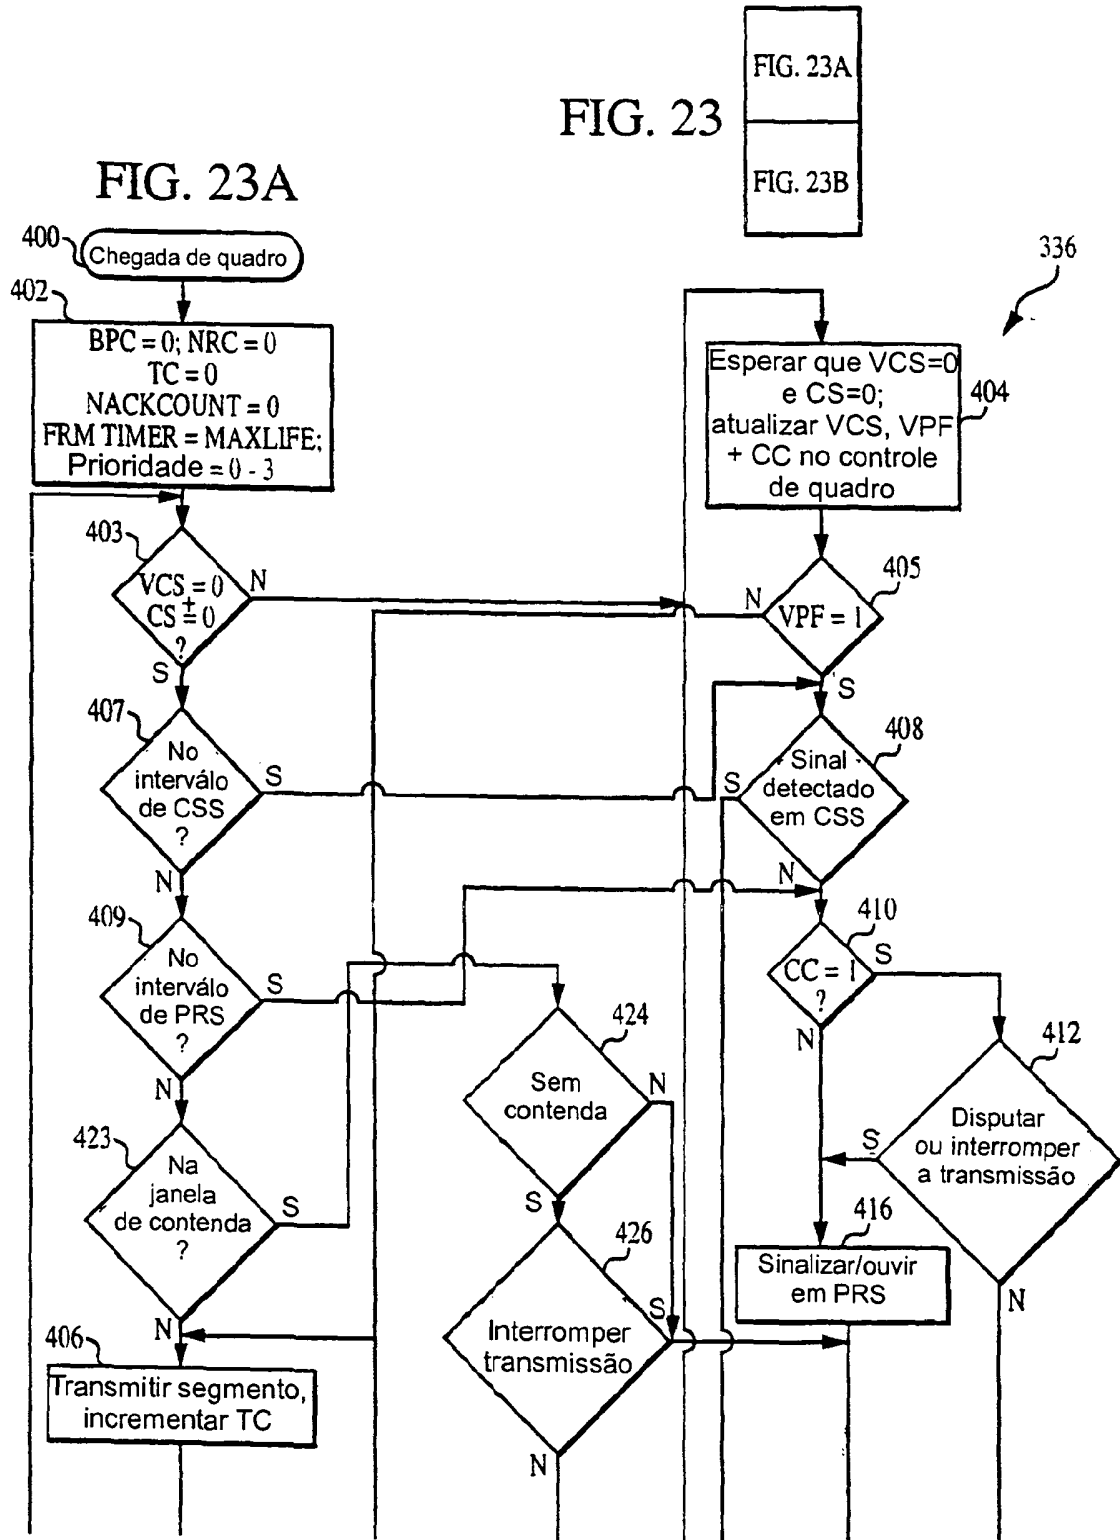 FIG. 23
FIG. 23A
FIG. 23B
FIG. 23A
336
400
Chegada de quadro
402
BPC = 0; NRC = 0
TC = 0
NACKCOUNT = 0
FRM TIMER = MAXLIFE;
Prioridade = 0 - 3
Esperar que VCS=0
e CS=0;
atualizar VCS, VPF
+ CC no controle
de quadro
404
403
VCS = 0
+
CS = 0
?
N
S
405
VPF = 1
N
S
407
No
interválo
de CSS
?
S
N
408
Sinal
detectado
em CSS
S
N
409
No
interválo
de PRS
?
S
N
410
CC = 1
?
S
N
424
Sem
contenda
N
S
412
Disputar
ou interromper
a transmissão
S
N
423
Na
janela
de contenda
?
S
N
426
Interromper
transmissão
S
N
416
Sinalizar/ouvir
em PRS
406
Transmitir segmento,
incrementar TC